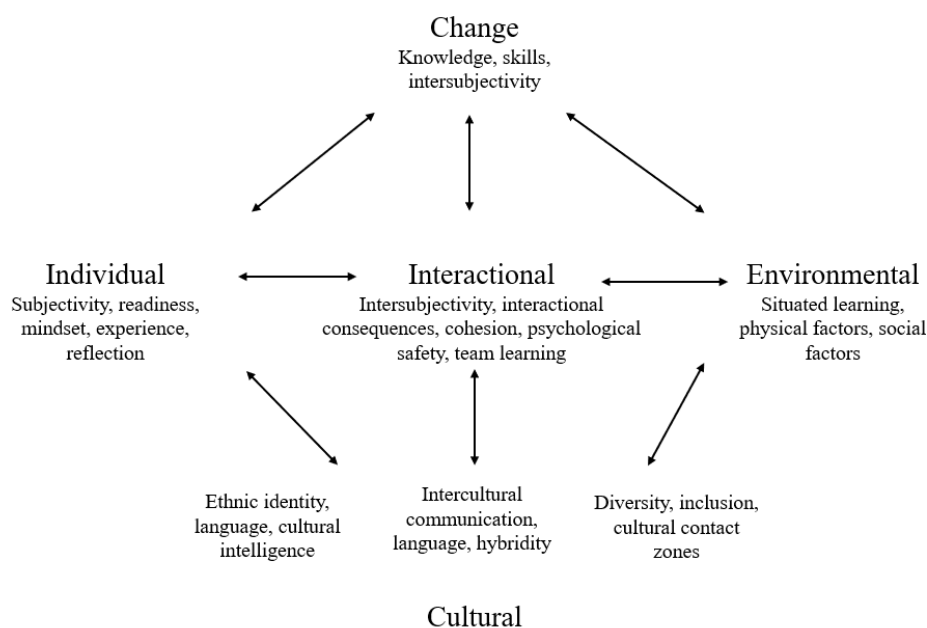 Change
Knowledge, skills,
intersubjectivity
Individual
Subjectivity, readiness,
mindset, experience,
reflection
Interactional
Intersubjectivity, interactional
consequences, cohesion, psychological
safety, team learning
Environmental
Situated learning,
physical factors, social
factors
Ethnic identity,
language, cultural
intelligence
Intercultural
communication,
language, hybridity
Diversity, inclusion,
cultural contact
zones
Cultural